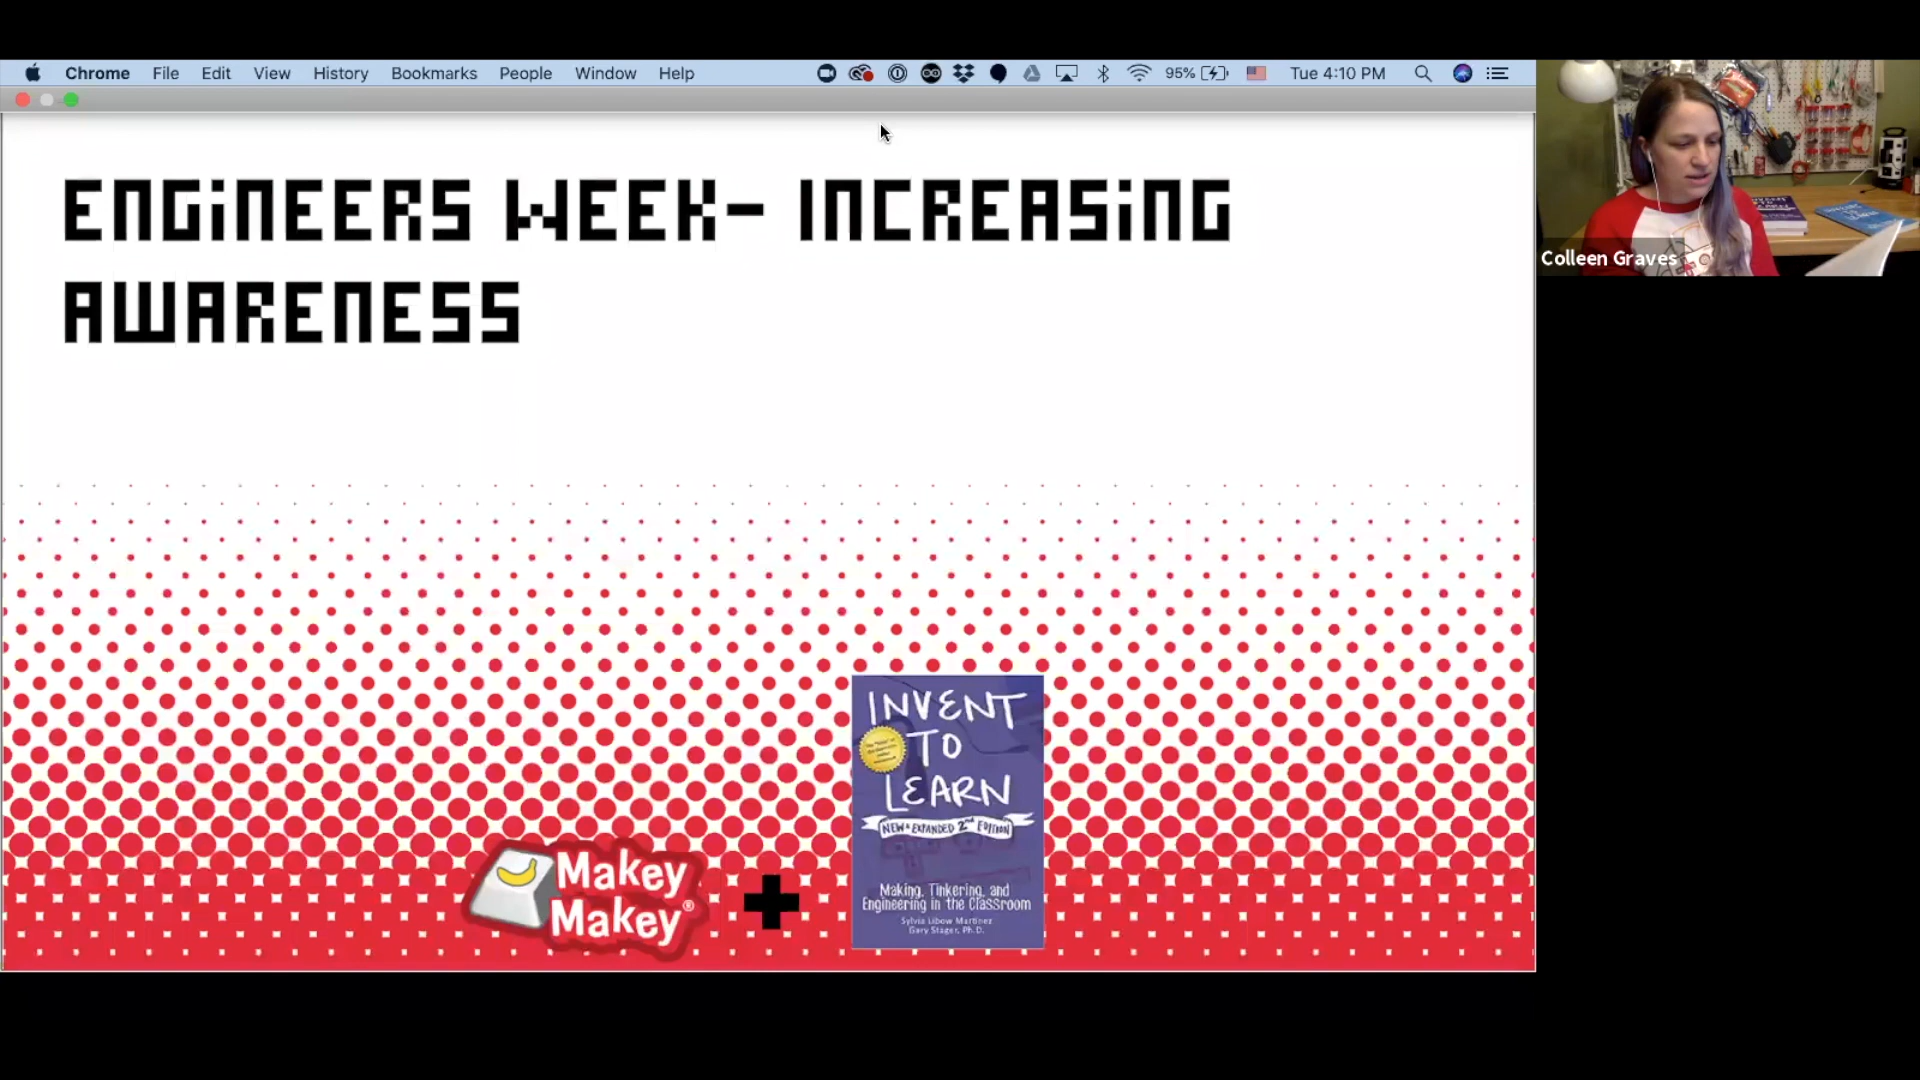 Chrome File Edit View History Bookmarks People Window Help 95% Tue 4:10 PM
ENGINEERS WEEK- INCREASING
AWARENESS
INVENT
TO
LEARN
NEW & EXPANDED 2nd EDITION
Making, Tinkering, and
Engineering in the Classroom
Sylvia Libow Martinez
Gary Stager, Ph.D.
Makey
Makey®
Colleen Graves